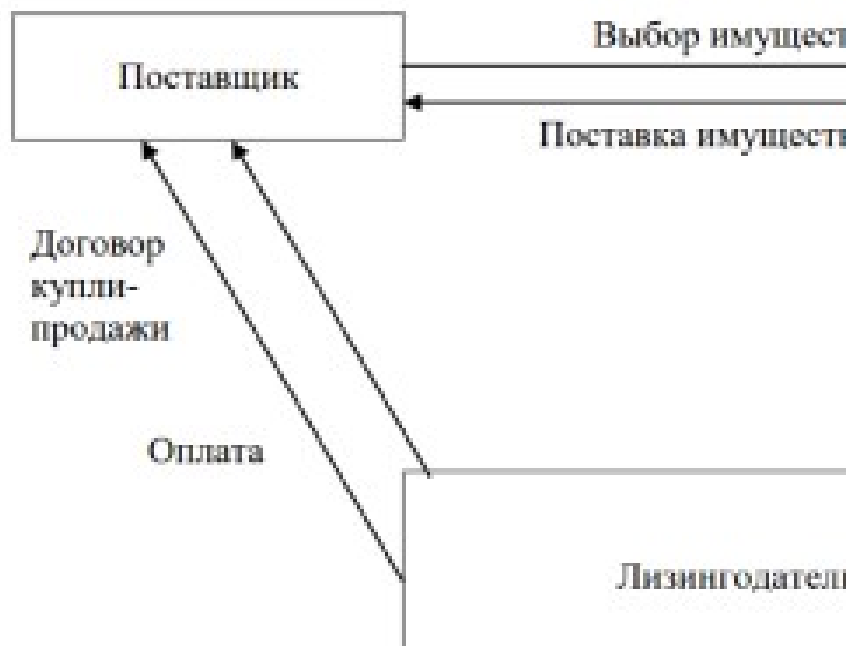 Выбор имущест
Поставщик
Поставка имуществ
Договор
купли-
продажи
Оплата
Лизингодател